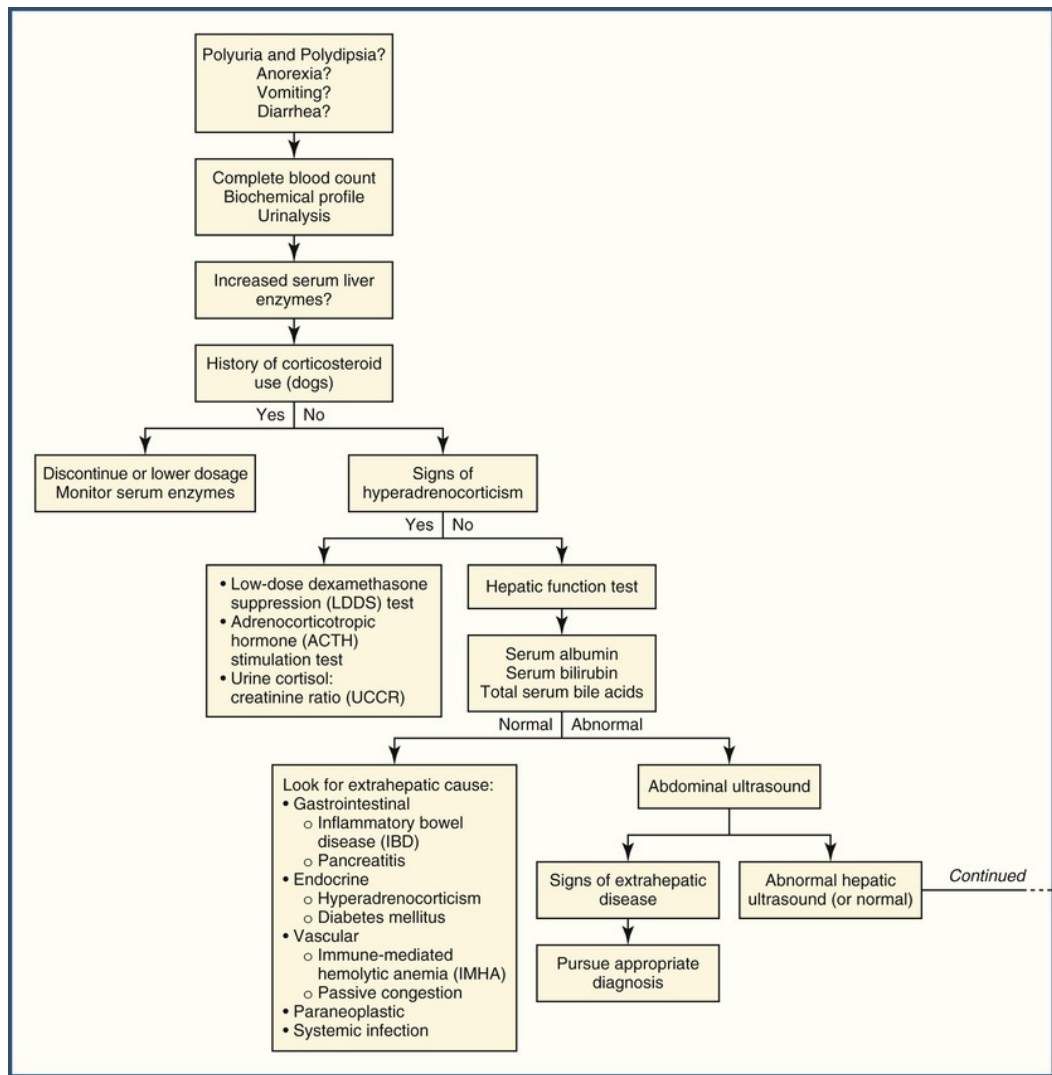 Polyuria and Polydipsia?
Anorexia?
Vomiting?
Diarrhea?
Complete blood count
Biochemical profile
Urinalysis
Increased serum liver
enzymes?
History of corticosteroid
use (dogs)
Yes No
Discontinue or lower dosage
Monitor serum enzymes
Signs of
hyperadrenocorticism
Yes No
• Low-dose dexamethasone
suppression (LDDS) test
• Adrenocorticotropic
hormone (ACTH)
stimulation test
• Urine cortisol:
creatinine ratio (UCCR)
Hepatic function test
Serum albumin
Serum bilirubin
Total serum bile acids
Normal Abnormal
Look for extrahepatic cause:
• Gastrointestinal
o Inflammatory bowel
disease (IBD)
o Pancreatitis
• Endocrine
o Hyperadrenocorticism
o Diabetes mellitus
• Vascular
o Immune-mediated
hemolytic anemia (IMHA)
o Passive congestion
• Paraneoplastic
• Systemic infection
Abdominal ultrasound
Signs of extrahepatic
disease
Pursue appropriate
diagnosis
Abnormal hepatic
ultrasound (or normal)
Continued